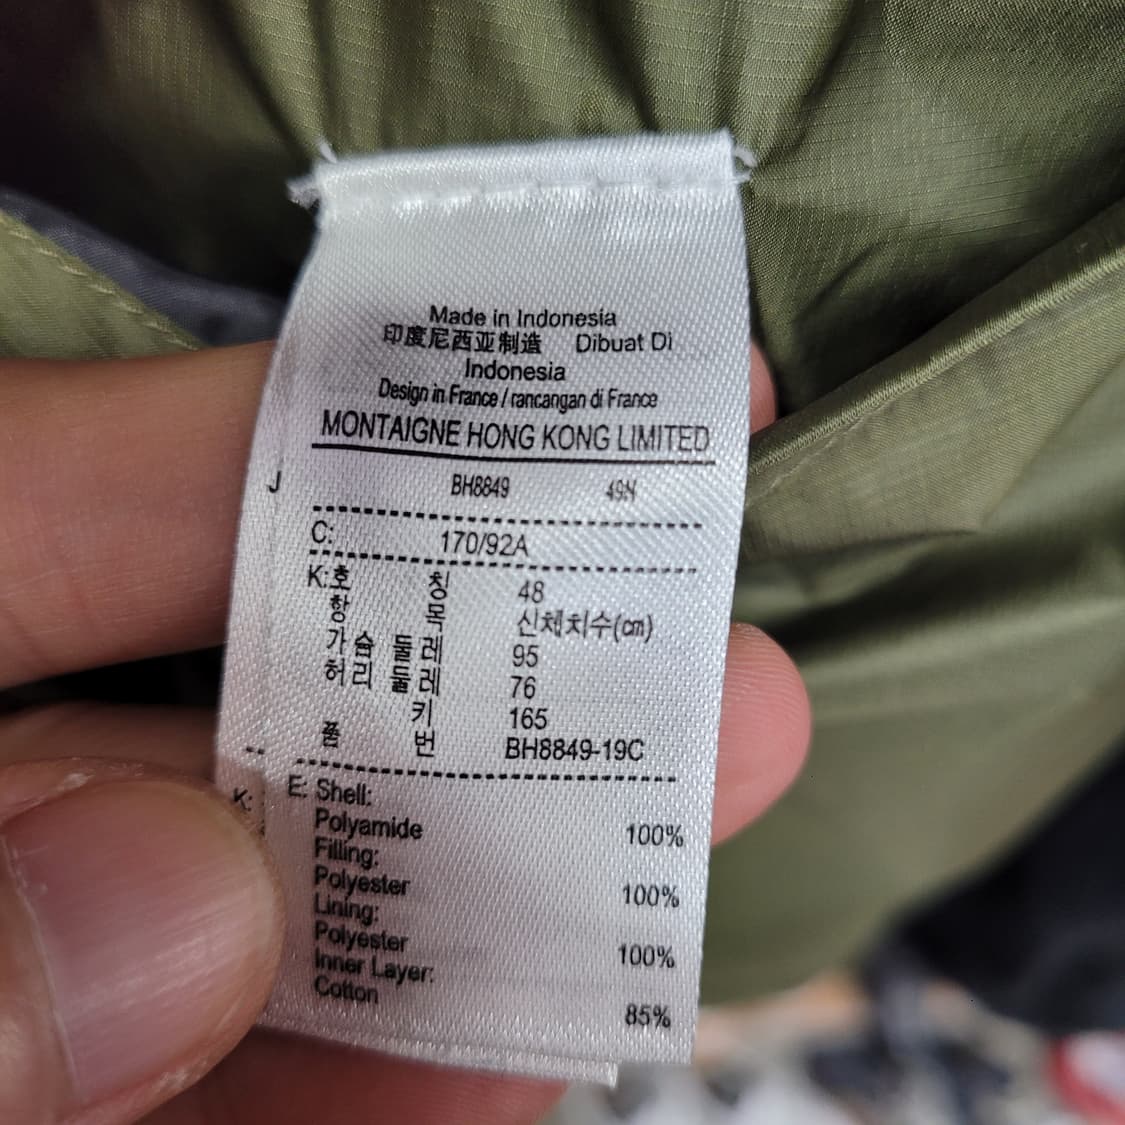 Made in Indonesia
印度尼西亚制造 Dibuat Di
Indonesia
Design in France / rancangan di France
MONTAIGNE HONG KONG LIMITED
J BH8849 49N
C: 170/92A
K:호 칭 48
항 목 신체치수(㎝)
가슴 둘레 95
허리 둘레 76
키 165
품 번 BH8849-19C
K:
E: Shell:
Polyamide 100%
Filling:
Polyester 100%
Lining:
Polyester 100%
Inner Layer:
Cotton 85%